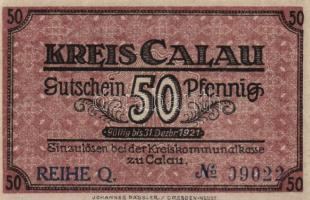 50 50
KREIS CALAU
Gutschein 50 Pfennig
Gültig bis 31. Dezbr. 1921
Einzulösen bei der Kreiskommunalkasse
zu Calau.
REIHE Q. № 09022
50 50
JOHANNES PÄSSLER / DRESDEN-NEUST.